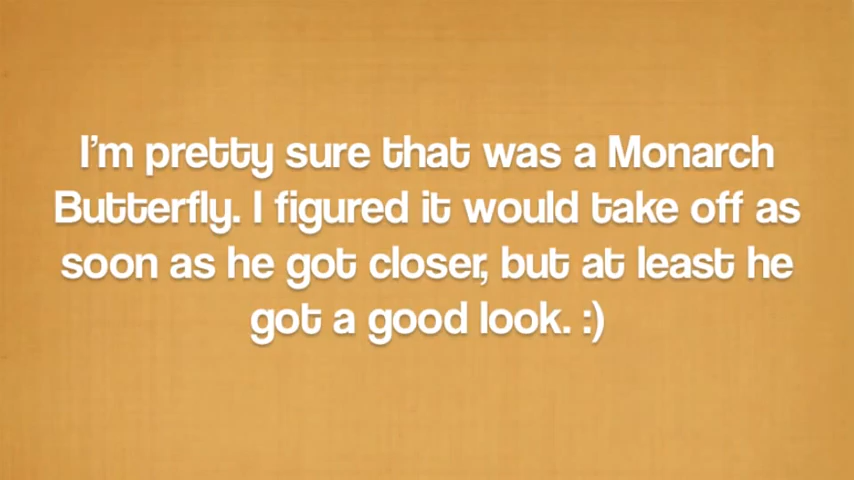 I'm pretty sure that was a Monarch
Butterfly. I figured it would take off as
soon as he got closer, but at least he
got a good look. :)